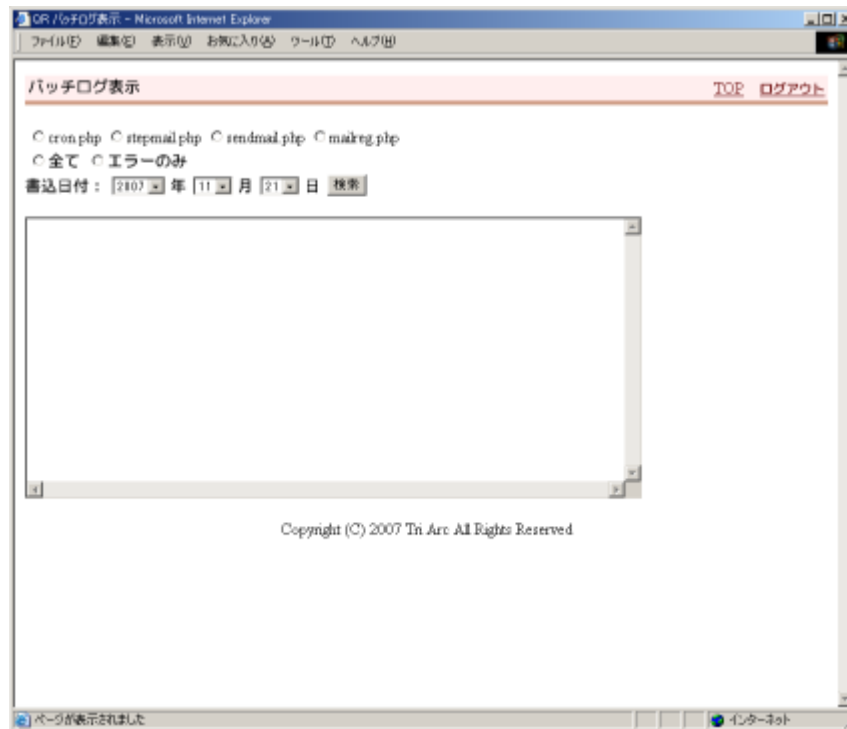 QR バッチログ表示 - Microsoft Internet Explorer
ファイル(F) 編集(E) 表示(V) お気に入り(A) ツール(T) ヘルプ(H)
バッチログ表示 TOP ログアウト
cron.php stepmail.php sendmail.php mailreg.php
全て エラーのみ
書込日付： 2007 年 11 月 21 日 検索
Copyright (C) 2007 Tri Arc All Rights Reserved
ページが表示されました インターネット